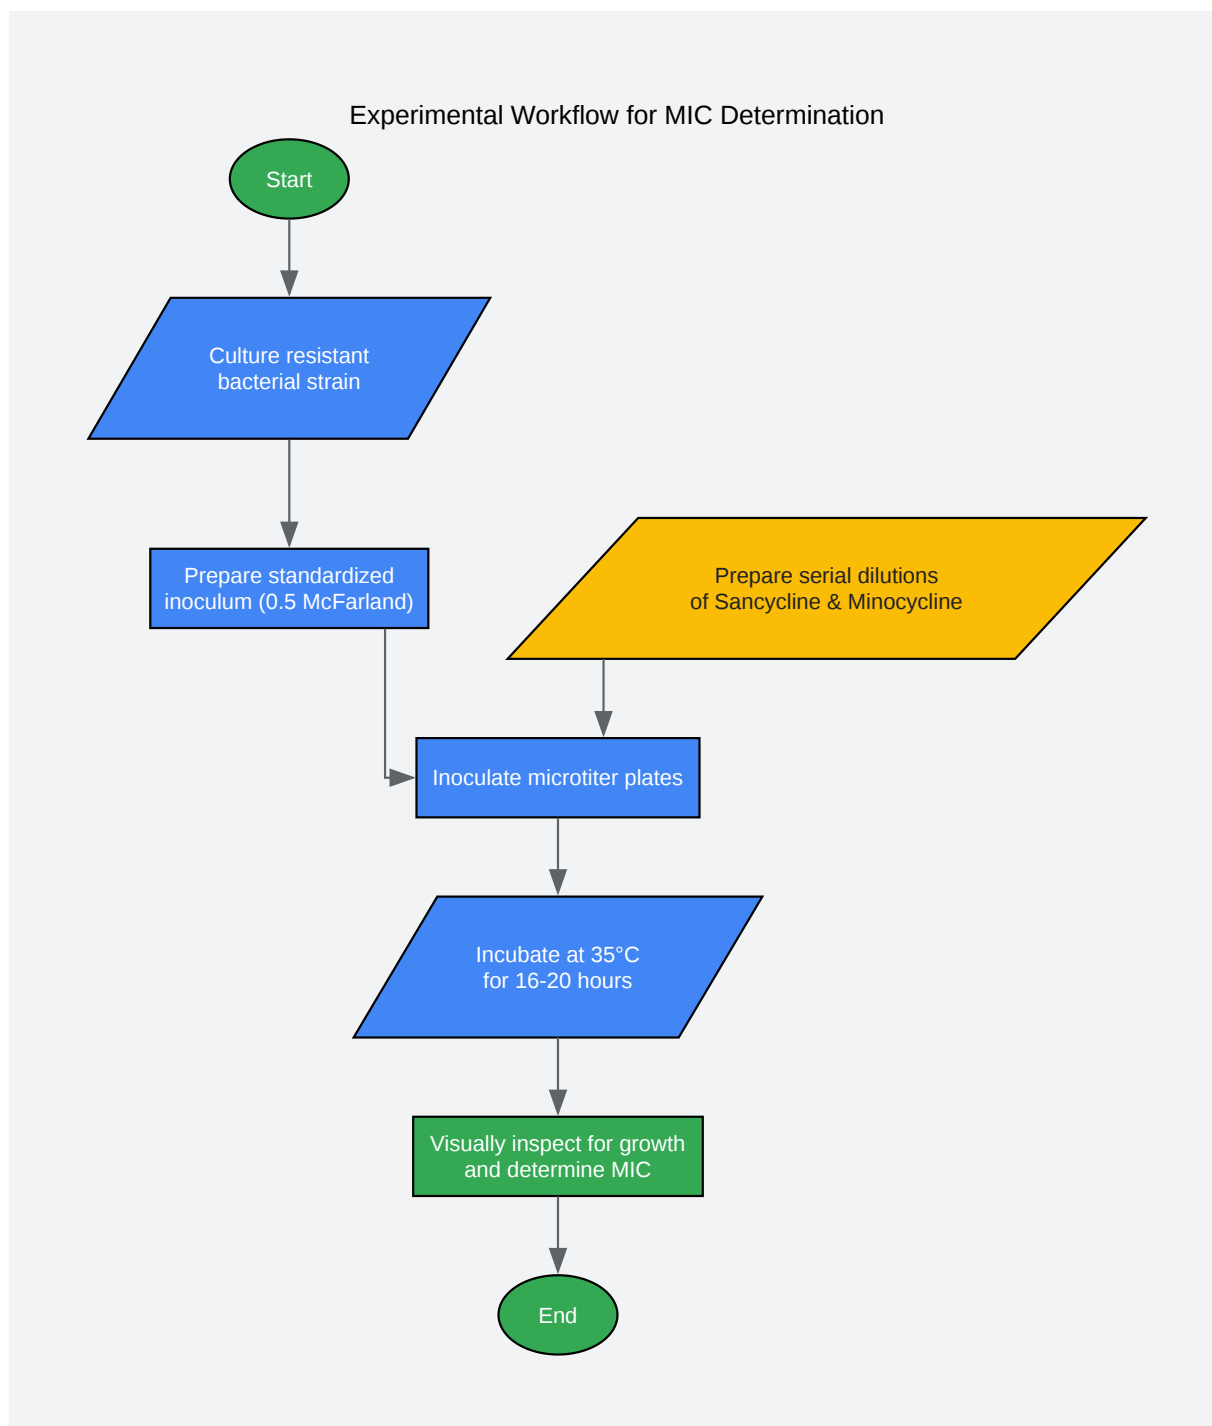 Experimental Workflow for MIC Determination
Start
Culture resistant
bacterial strain
Prepare standardized
inoculum (0.5 McFarland)
Prepare serial dilutions
of Sancycline & Minocycline
Inoculate microtiter plates
Incubate at 35°C
for 16-20 hours
Visually inspect for growth
and determine MIC
End